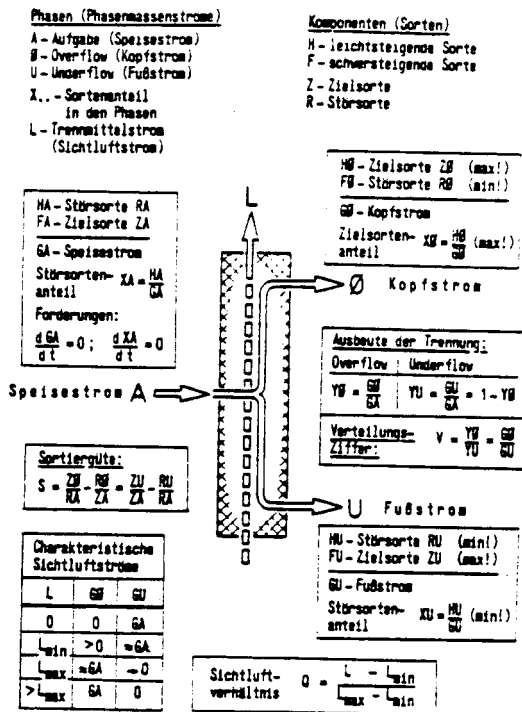 Phasen (Phasenmassenströme)
A - Aufgabe (Speisestrom)
Ø - Overflow (Kopfstrom)
U - Underflow (Fußstrom)
X.. - Sortenanteil
in den Phasen
L - Trennmittelstrom
(Sichtluftstrom)
Komponenten (Sorten)
H - leichtsteigende Sorte
F - schwersteigende Sorte
Z - Zielsorte
R - Störsorte
HA - Störsorte RA
FA - Zielsorte ZA
GA - Speisestrom
Störsorten-
anteil XA = HA/GA
Forderungen:
d GA/d t = 0 ; d XA/d t = 0
L
HØ - Zielsorte ZØ (max!)
FØ - Störsorte RØ (min!)
GØ - Kopfstrom
Zielsorten-
anteil XØ = HØ/GØ (max!)
Ø Kopfstrom
Speisestrom A
Ausbeute der Trennung:
Overflow Underflow
YØ = GØ/GA YU = GU/GA = 1 - YØ
Verteilungs-
Ziffer: V = YØ/YU = GØ/GU
Sortiergüte:
S = ZØ/RA - RØ/ZA = ZU/ZA - RU/RA
U Fußstrom
HU - Störsorte RU (min!)
FU - Zielsorte ZU (max!)
GU - Fußstrom
Störsorten-
anteil XU = HU/GU (min!)
Charakteristische
Sichtluftströme
L GØ GU
0 0 GA
Lmin >0 ≈GA
Lmax ≈GA →0
>Lmax GA 0
Sichtluft-
verhältnis Q = L - Lmin / Lmax - Lmin